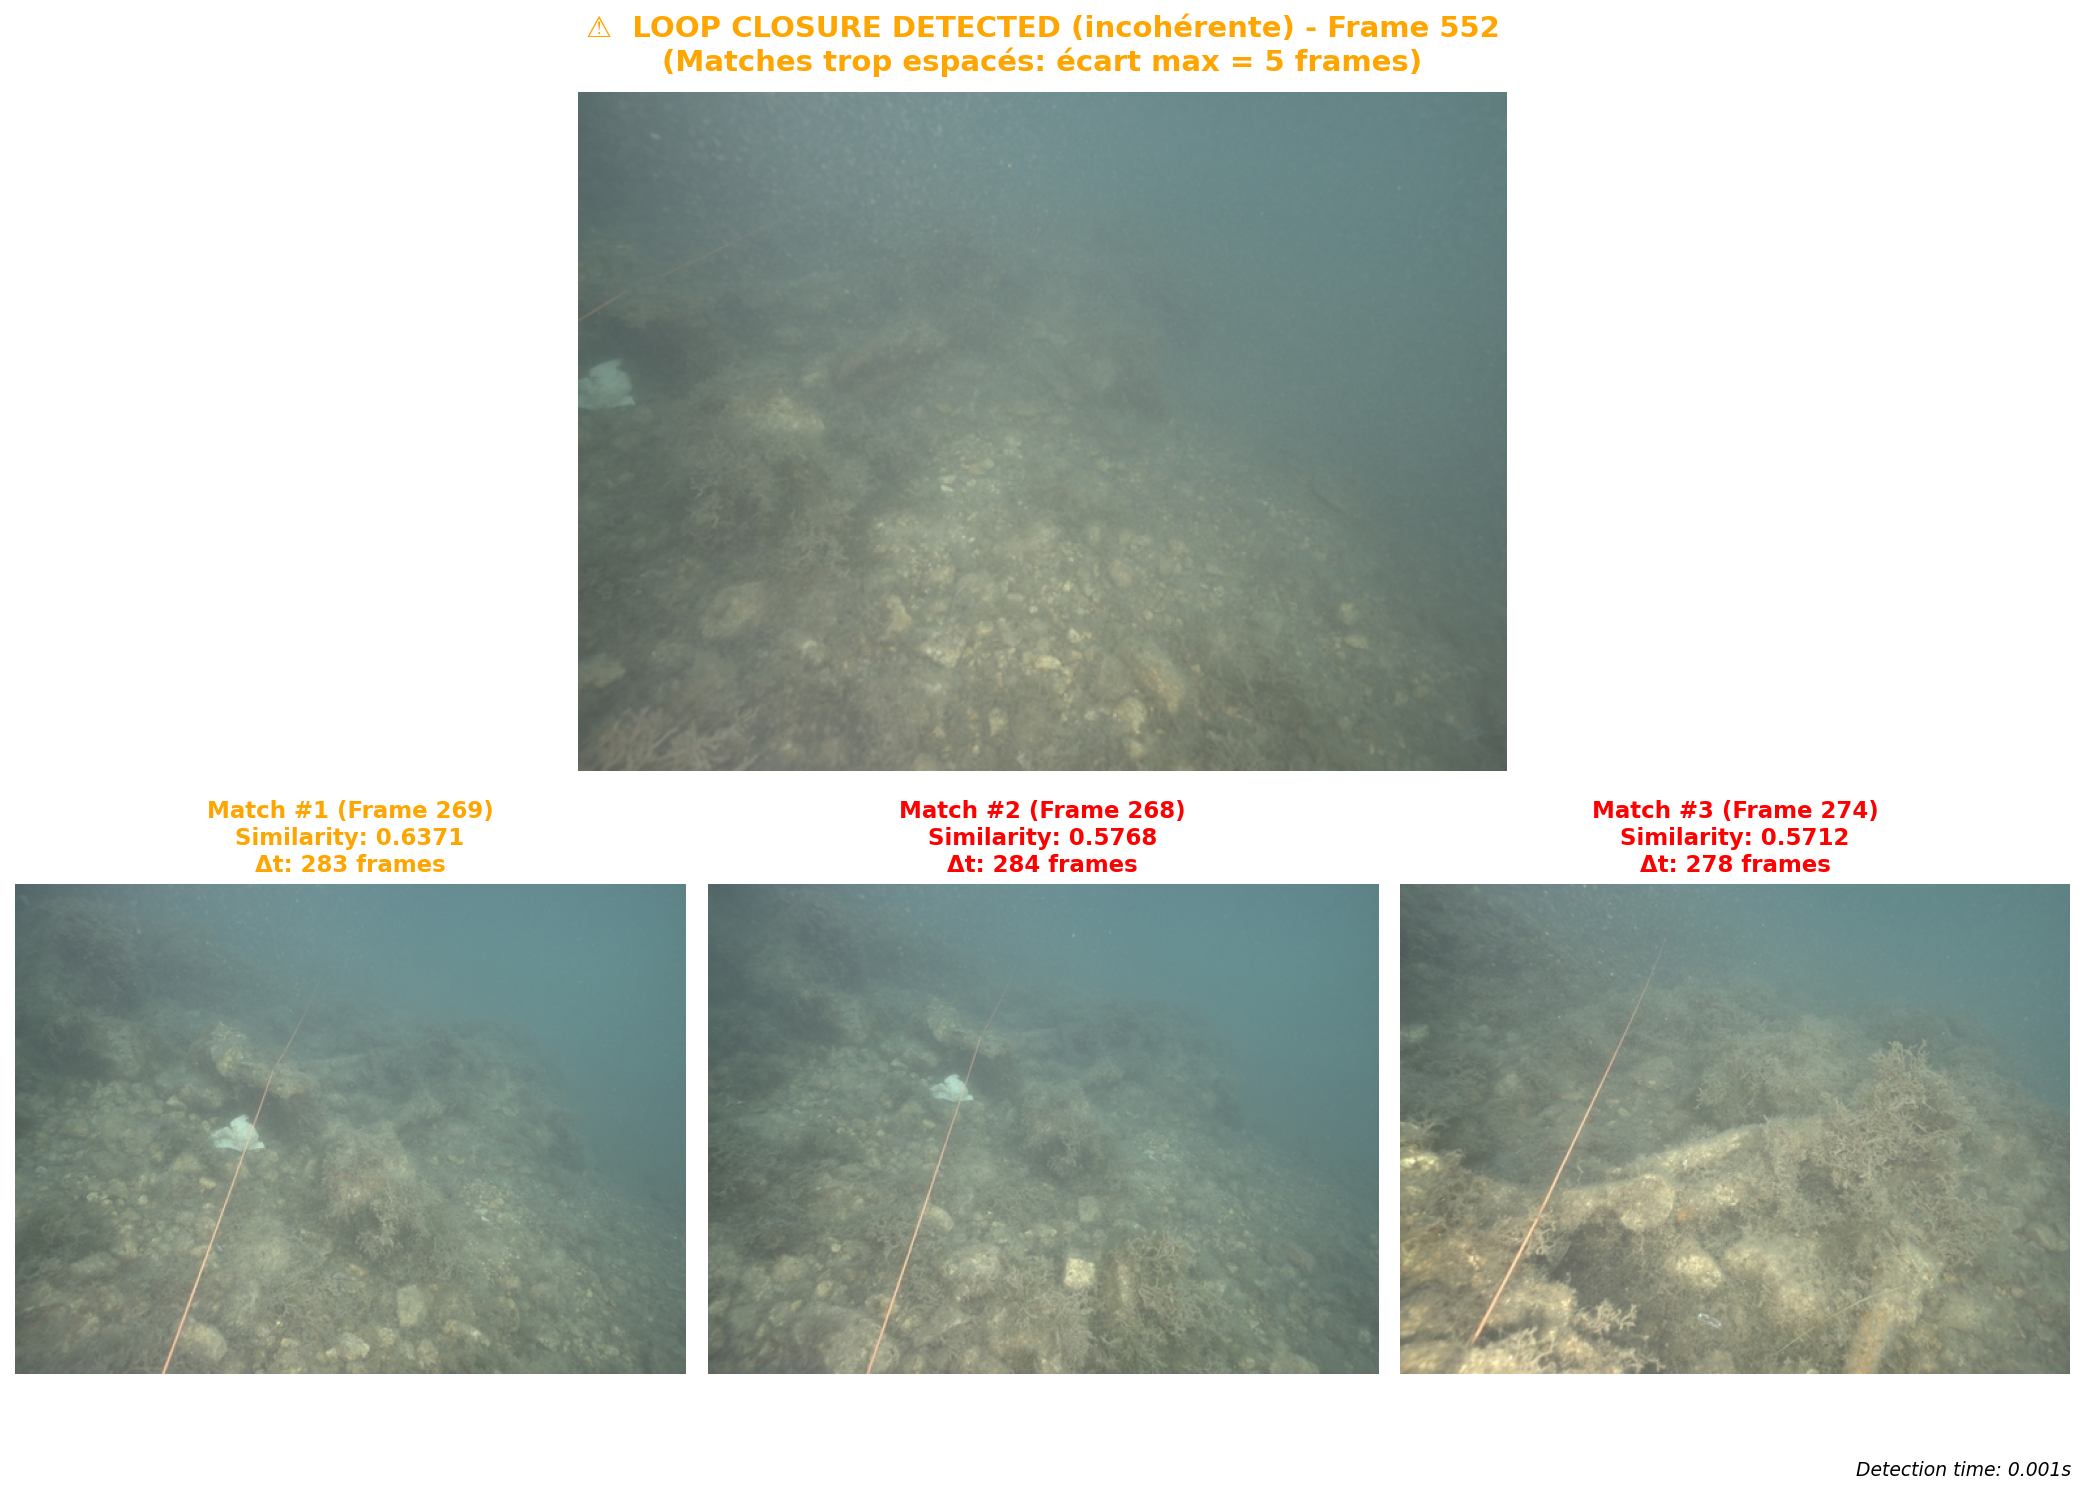 ⚠ LOOP CLOSURE DETECTED (incohérente) - Frame 552
(Matches trop espacés: écart max = 5 frames)
Match #1 (Frame 269)
Similarity: 0.6371
Δt: 283 frames
Match #2 (Frame 268)
Similarity: 0.5768
Δt: 284 frames
Match #3 (Frame 274)
Similarity: 0.5712
Δt: 278 frames
Detection time: 0.001s